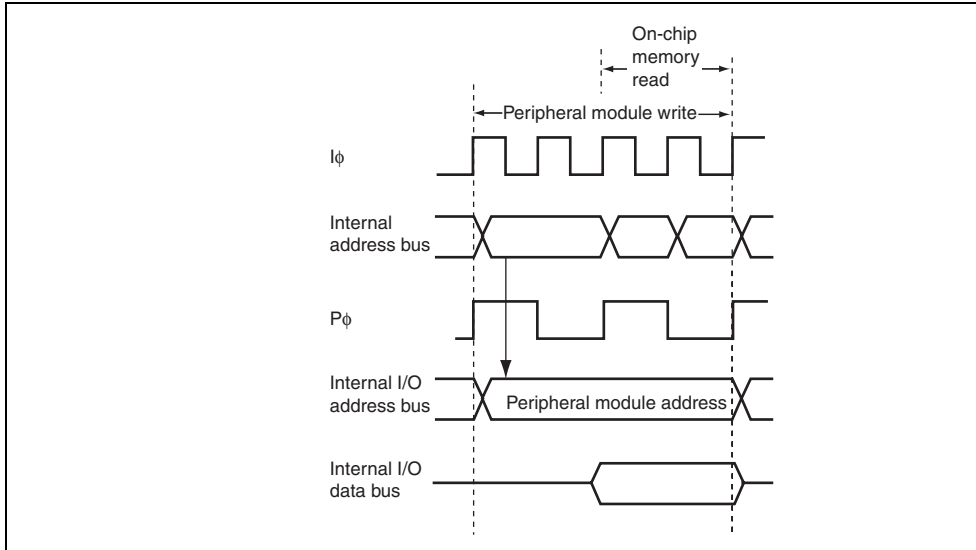 On-chip
memory
read
Peripheral module write
Iϕ
Internal
address bus
Pϕ
Internal I/O
address bus
Peripheral module address
Internal I/O
data bus